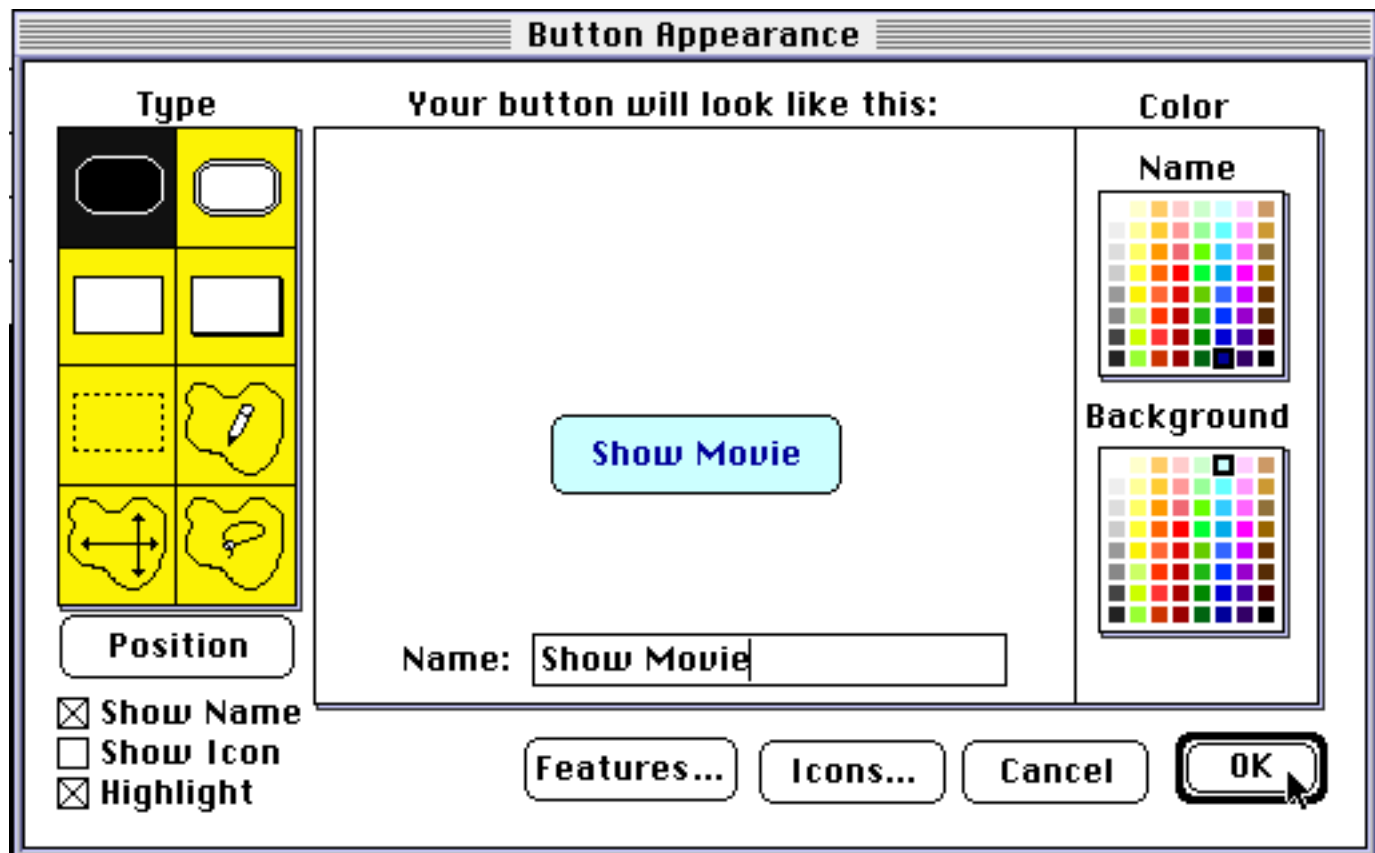 Button Appearance
Type
Your button will look like this:
Color
Name
Show Movie
Background
Position
Name: Show Movie
Show Name
Show Icon
Highlight
Features...
Icons...
Cancel
OK